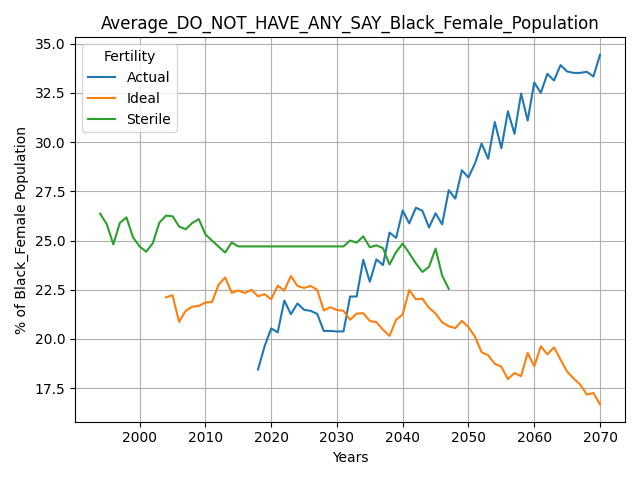 Average_DO_NOT_HAVE_ANY_SAY_Black_Female_Population
35.0
32.5
30.0
27.5
25.0
22.5
20.0
17.5
% of Black_Female Population
Fertility
Actual
Ideal
Sterile
2000 2010 2020 2030 2040 2050 2060 2070
Years